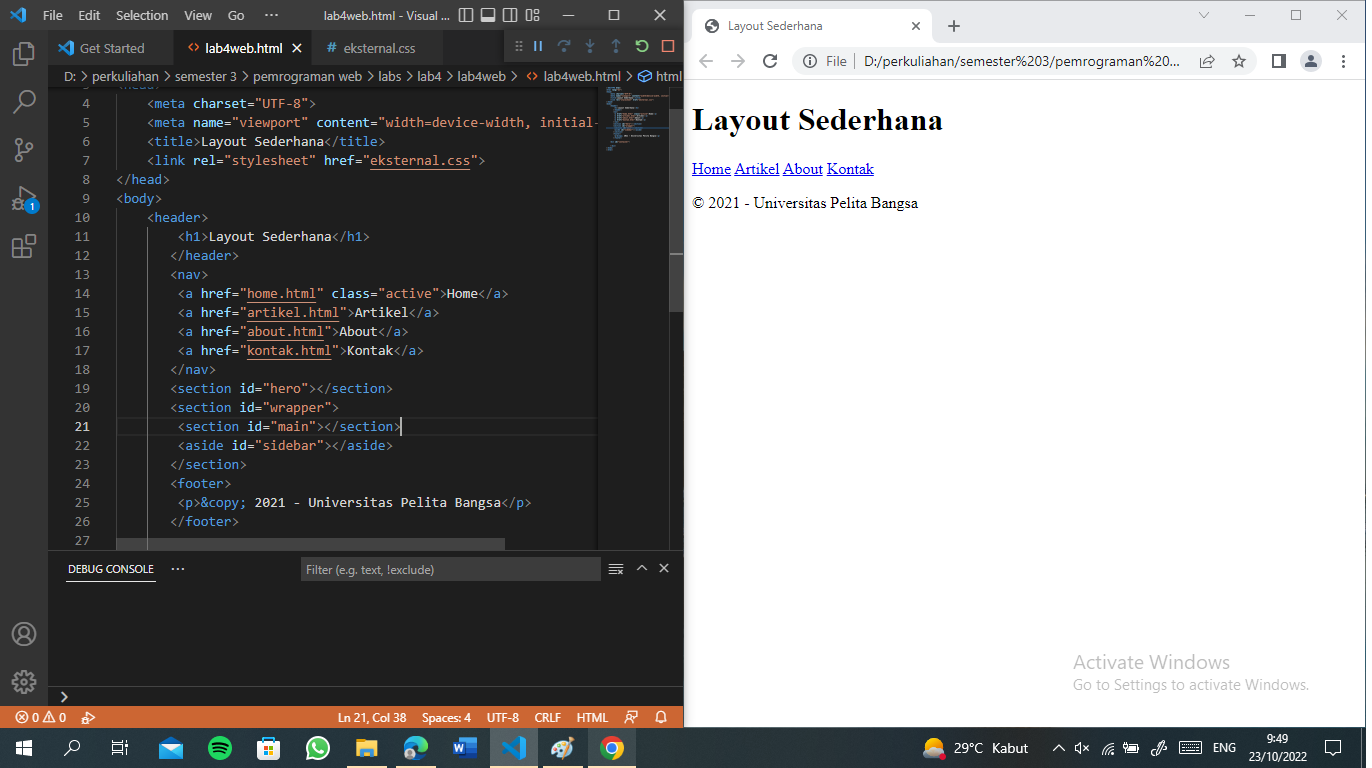 File Edit Selection View Go ··· lab4web.html - Visual ...
Get Started lab4web.html eksternal.css
D: > perkuliahan > semester 3 > pemrograman web > labs > lab4 > lab4web > lab4web.html > html
4 <meta charset="UTF-8">
5 <meta name="viewport" content="width=device-width, initial-
6 <title>Layout Sederhana</title>
7 <link rel="stylesheet" href="eksternal.css">
8 </head>
9 <body>
10 <header>
11 <h1>Layout Sederhana</h1>
12 </header>
13 <nav>
14 <a href="home.html" class="active">Home</a>
15 <a href="artikel.html">Artikel</a>
16 <a href="about.html">About</a>
17 <a href="kontak.html">Kontak</a>
18 </nav>
19 <section id="hero"></section>
20 <section id="wrapper">
21 <section id="main"></section>
22 <aside id="sidebar"></aside>
23 </section>
24 <footer>
25 <p>&copy; 2021 - Universitas Pelita Bangsa</p>
26 </footer>
27
1
DEBUG CONSOLE ··· Filter (e.g. text, !exclude)
0 0 Ln 21, Col 38 Spaces: 4 UTF-8 CRLF HTML
Layout Sederhana
File D:/perkuliahan/semester%203/pemrograman%20...
Layout Sederhana
Home Artikel About Kontak
© 2021 - Universitas Pelita Bangsa
Activate Windows
Go to Settings to activate Windows.
29°C Kabut ENG 9:49
23/10/2022